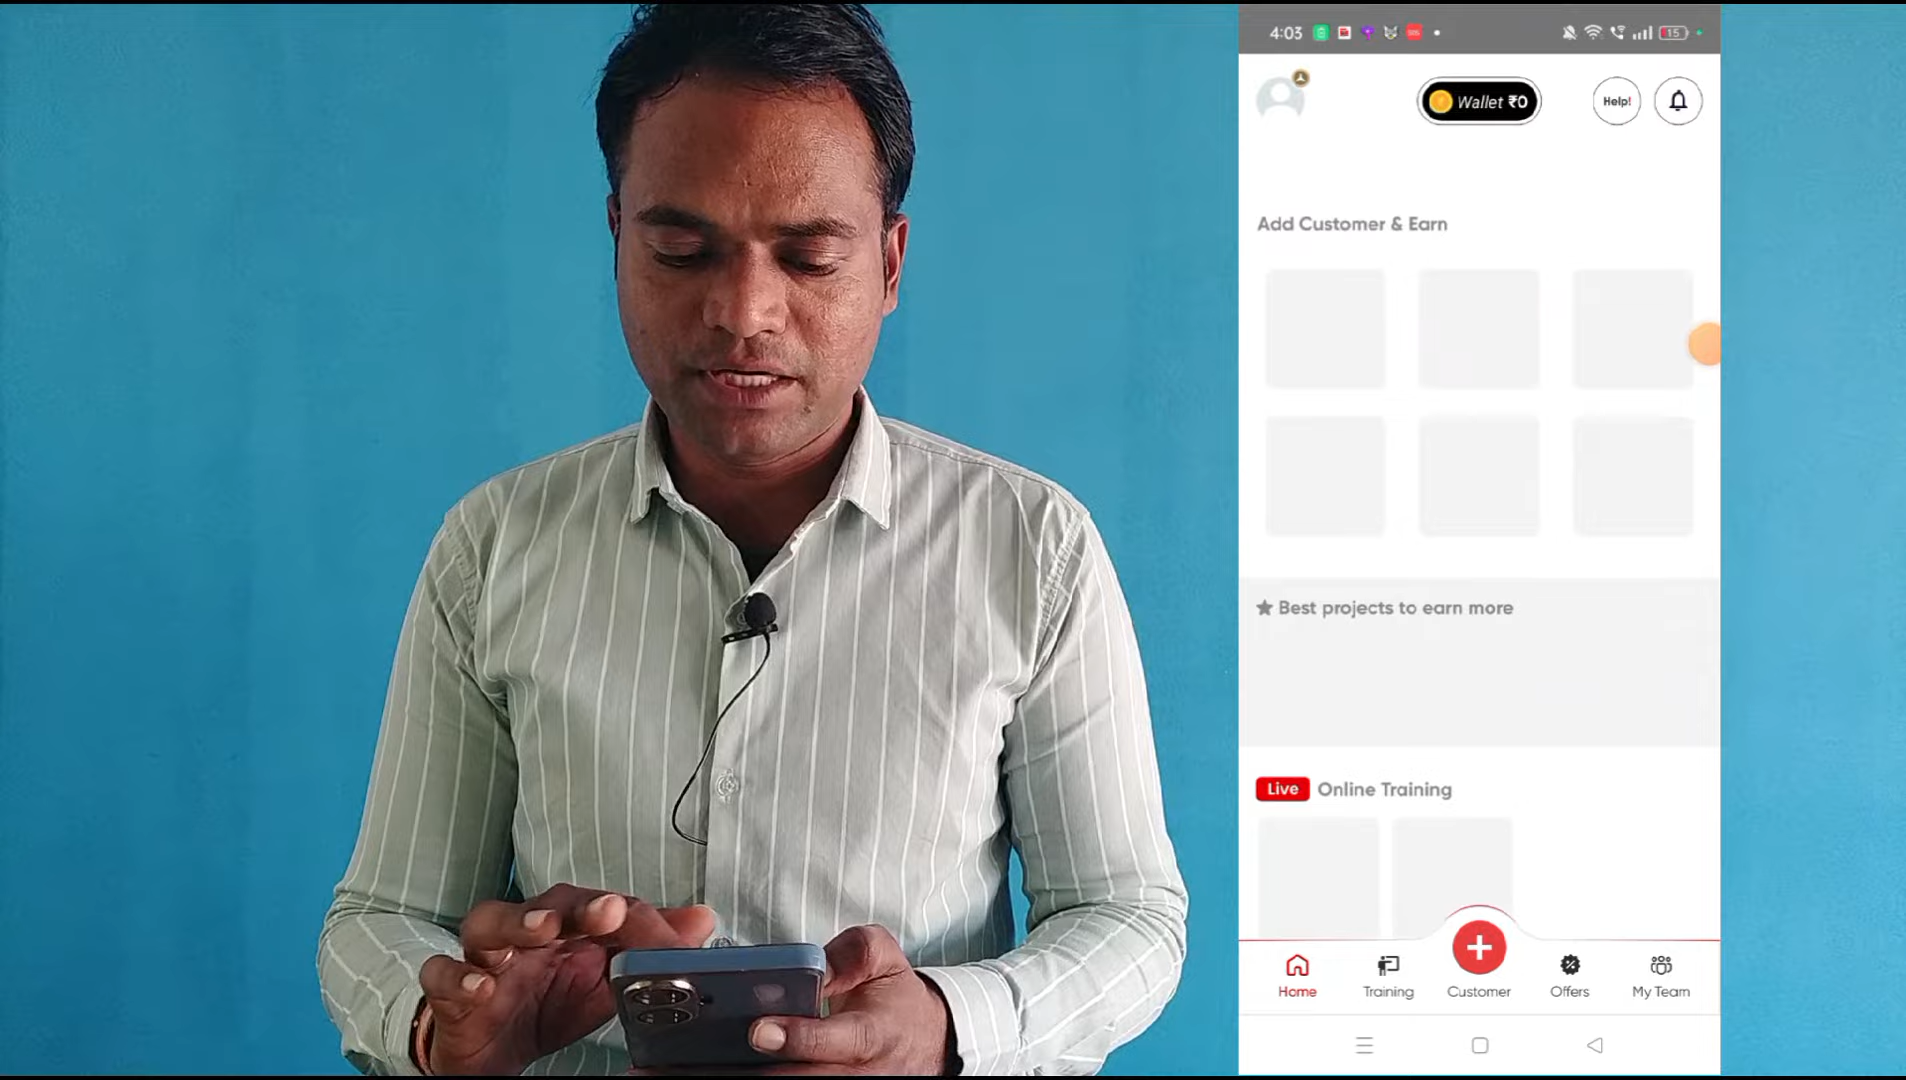 4:03
15
Wallet ₹0
Help!
Add Customer & Earn
Best projects to earn more
Live Online Training
Home
Training
Customer
Offers
My Team